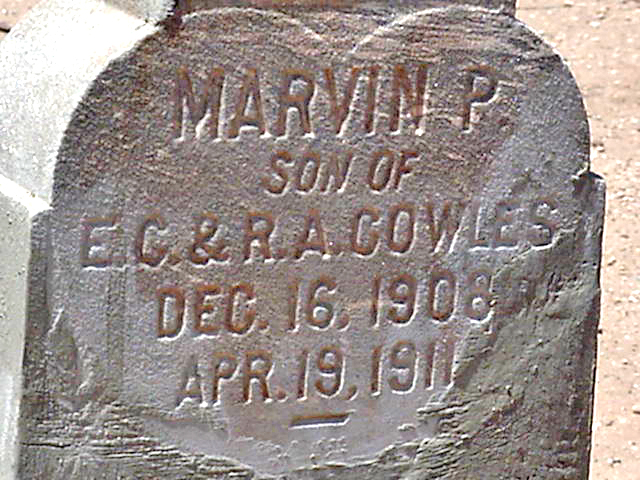 MARVIN P.
SON OF
E.C. & R.A. COWLES
DEC. 16, 1908
APR. 19, 1911